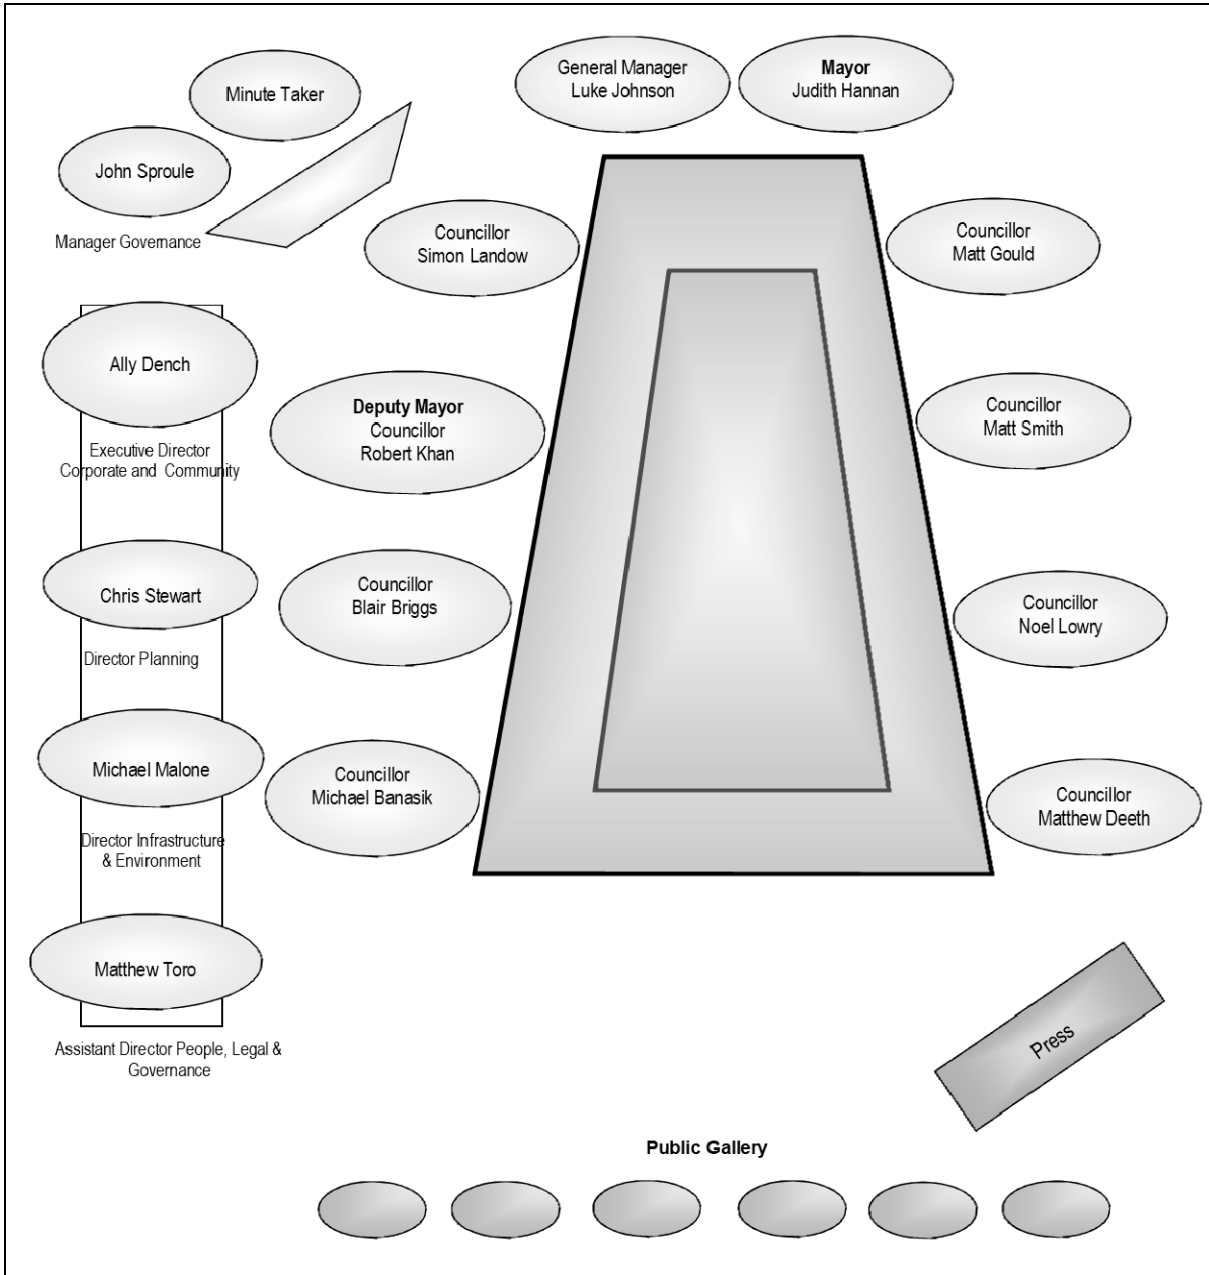 Minute Taker
General Manager
Luke Johnson
Mayor
Judith Hannan
John Sproule
Manager Governance
Councillor
Simon Landow
Councillor
Matt Gould
Ally Dench
Executive Director
Corporate and Community
Deputy Mayor
Councillor
Robert Khan
Councillor
Matt Smith
Chris Stewart
Director Planning
Councillor
Blair Briggs
Councillor
Noel Lowry
Michael Malone
Director Infrastructure
& Environment
Councillor
Michael Banasik
Councillor
Matthew Deeth
Matthew Toro
Assistant Director People, Legal &
Governance
Press
Public Gallery